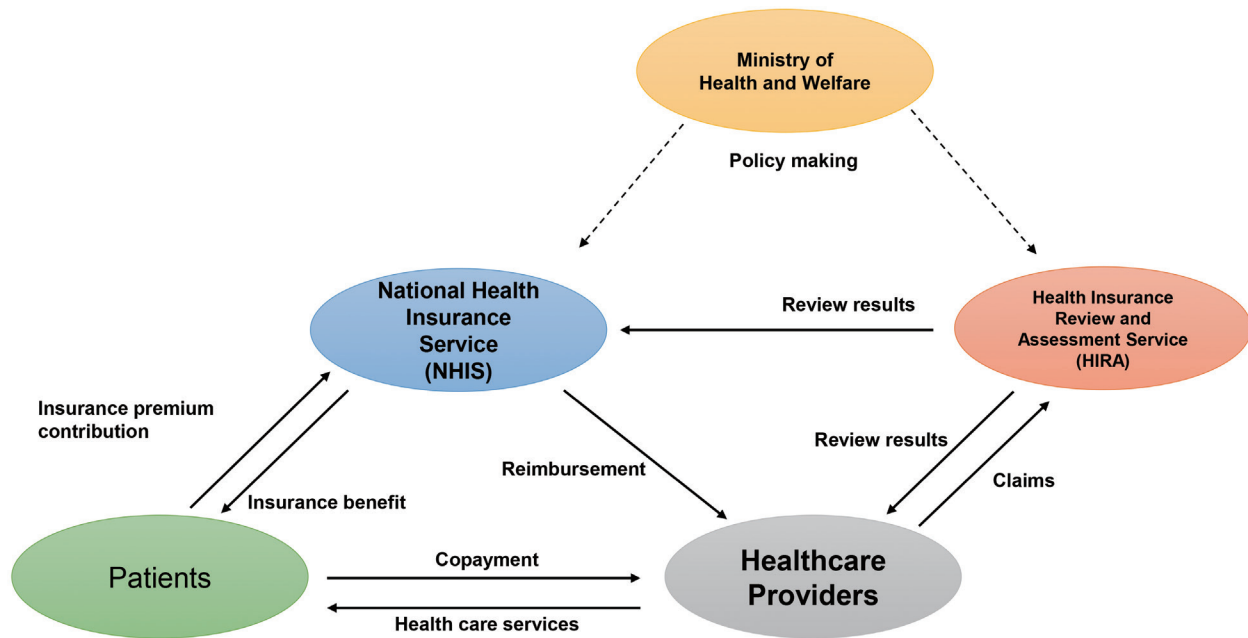 Ministry of
Health and Welfare
Policy making
National Health
Insurance
Service
(NHIS)
Review results
Health Insurance
Review and
Assessment Service
(HIRA)
Insurance premium
contribution
Insurance benefit
Reimbursement
Review results
Claims
Patients
Copayment
Health care services
Healthcare
Providers